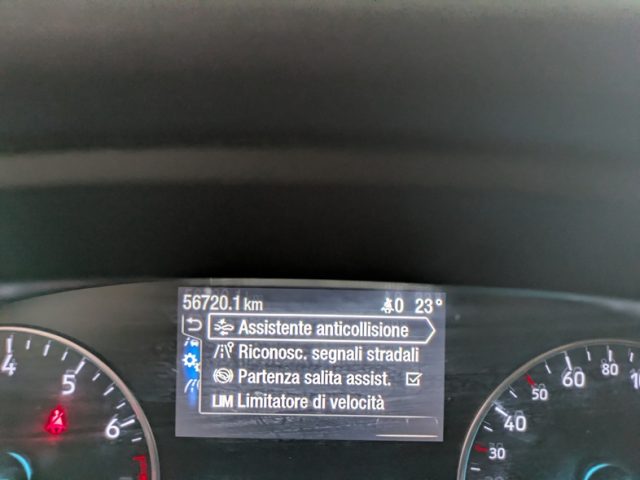 56720.1 km 0 23°
Assistente anticollisione
Riconosc. segnali stradali
Partenza salita assist.
LIM Limitatore di velocità
4
5
6
30
40
50
60
80